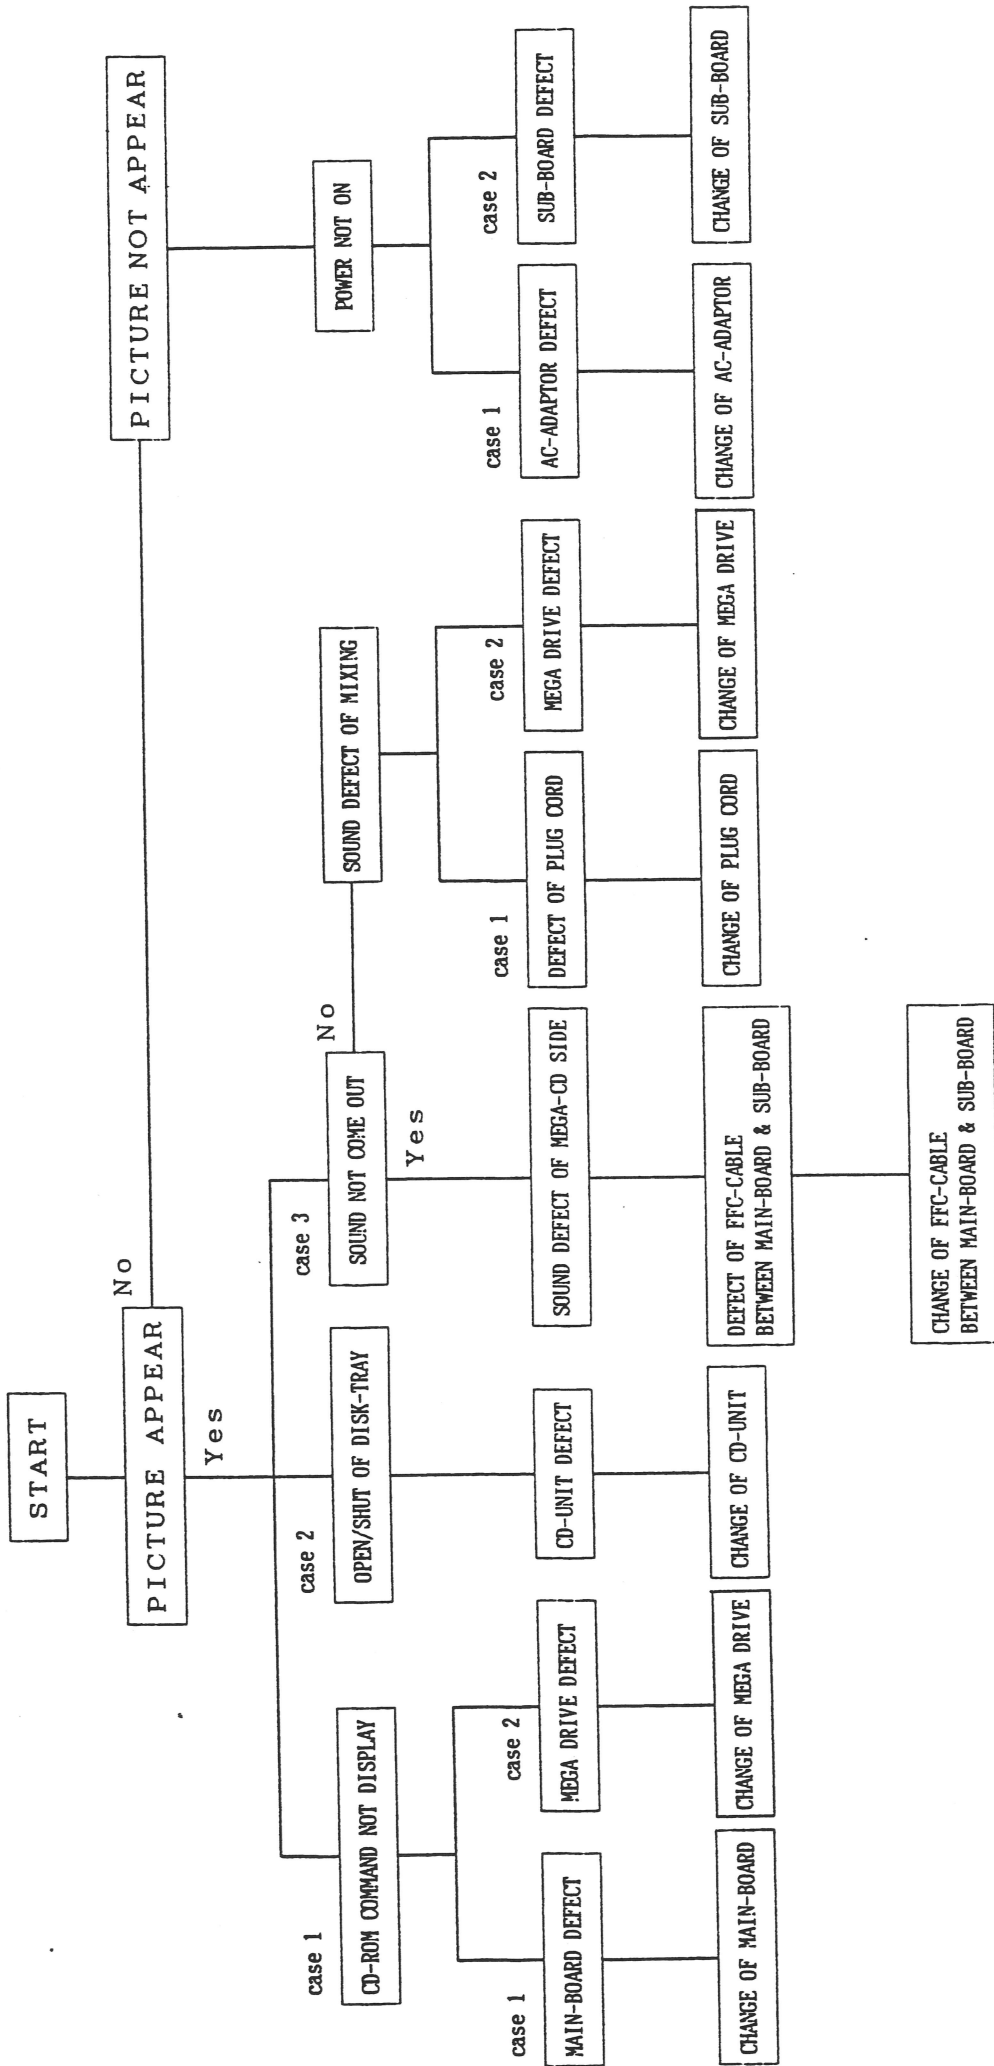 START
PICTURE APPEAR
No
PICTURE NOT APPEAR
Yes
case 1
CD-ROM COMMAND NOT DISPLAY
case 2
OPEN/SHUT OF DISK-TRAY
case 3
SOUND NOT COME OUT
No
SOUND DEFECT OF MIXING
POWER NOT ON
Yes
case 1
MAIN-BOARD DEFECT
case 2
MEGA DRIVE DEFECT
CD-UNIT DEFECT
SOUND DEFECT OF MEGA-CD SIDE
case 1
DEFECT OF PLUG CORD
case 2
MEGA DRIVE DEFECT
case 1
AC-ADAPTOR DEFECT
case 2
SUB-BOARD DEFECT
CHANGE OF MAIN-BOARD
CHANGE OF MEGA DRIVE
CHANGE OF CD-UNIT
DEFECT OF FFC-CABLE
BETWEEN MAIN-BOARD & SUB-BOARD
CHANGE OF PLUG CORD
CHANGE OF MEGA DRIVE
CHANGE OF AC-ADAPTOR
CHANGE OF SUB-BOARD
CHANGE OF FFC-CABLE
BETWEEN MAIN-BOARD & SUB-BOARD